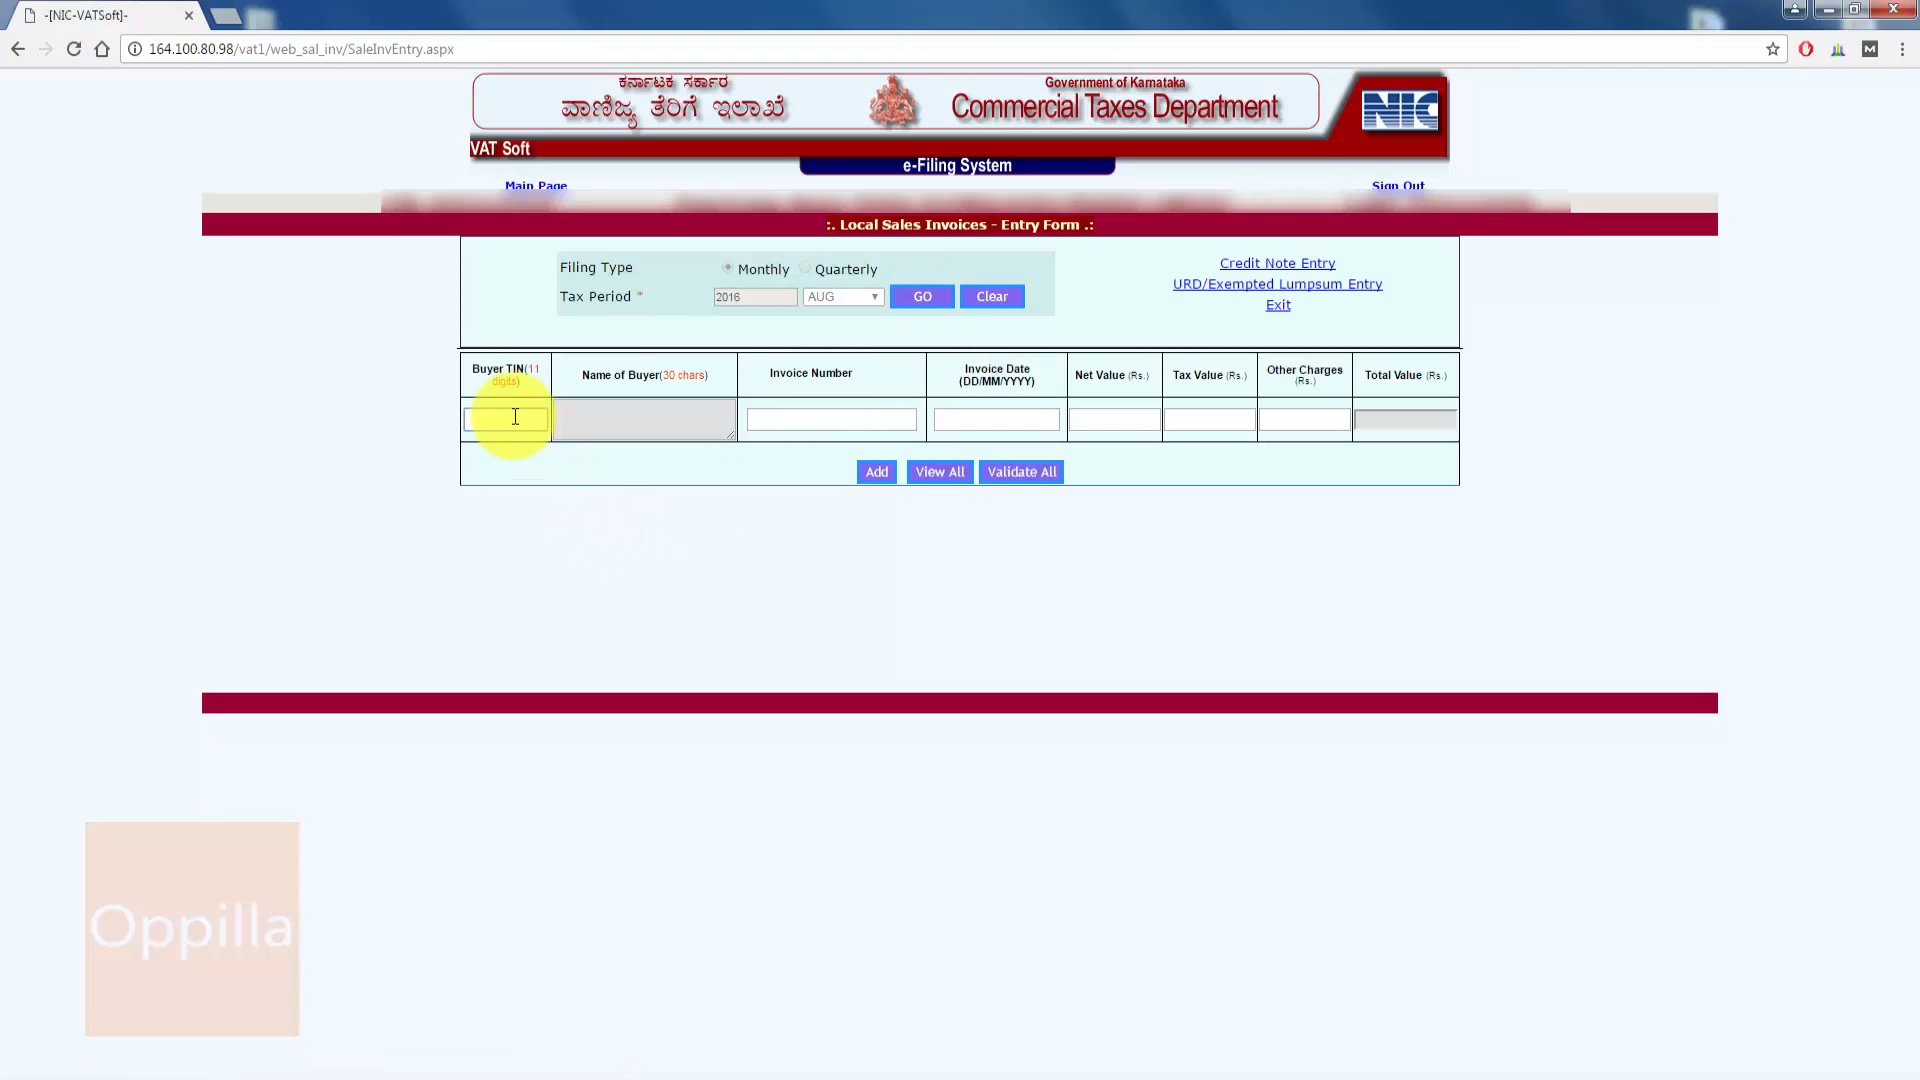 -[NIC-VATSoft]-
164.100.80.98/vat1/web_sal_inv/SaleInvEntry.aspx
M
ಕರ್ನಾಟಕ ಸರ್ಕಾರ
ವಾಣಿಜ್ಯ ತೆರಿಗೆ ಇಲಾಖೆ
Government of Karnataka
Commercial Taxes Department
NIC
VAT Soft
e-Filing System
Main Page
Sign Out
:. Local Sales Invoices - Entry Form .:
Filing Type
Monthly
Quarterly
Tax Period *
2016
AUG
GO
Clear
Credit Note Entry
URD/Exempted Lumpsum Entry
Exit
Buyer TIN(11 
digits)
Name of Buyer(30 chars)
Invoice Number
Invoice Date
(DD/MM/YYYY)
Net Value (Rs.)
Tax Value (Rs.)
Other Charges
(Rs.)
Total Value (Rs.)
Add
View All
Validate All
Oppilla